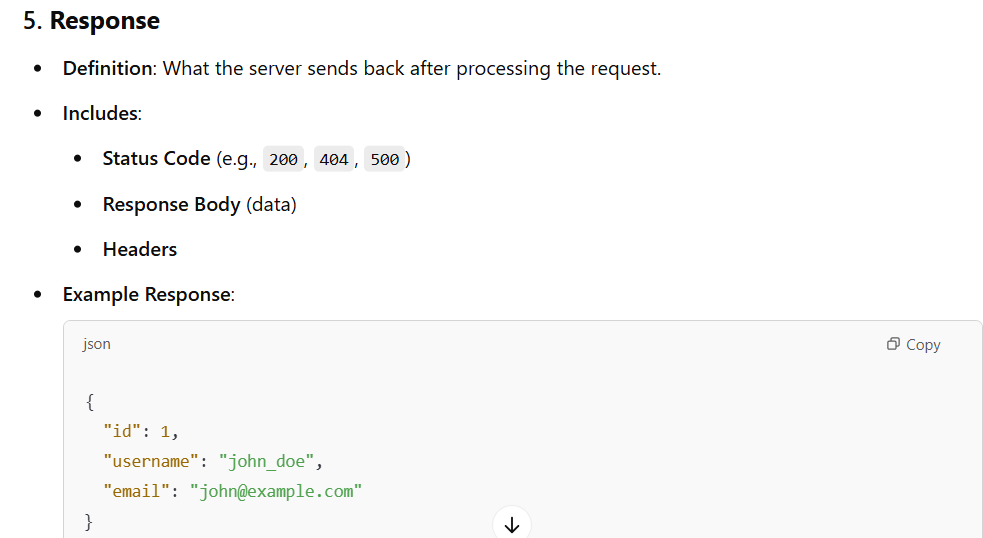 5. Response
Definition: What the server sends back after processing the request.
Includes:
Status Code (e.g., 200, 404, 500)
Response Body (data)
Headers
Example Response:
json
Copy
{
"id": 1,
"username": "john_doe",
"email": "john@example.com"
}